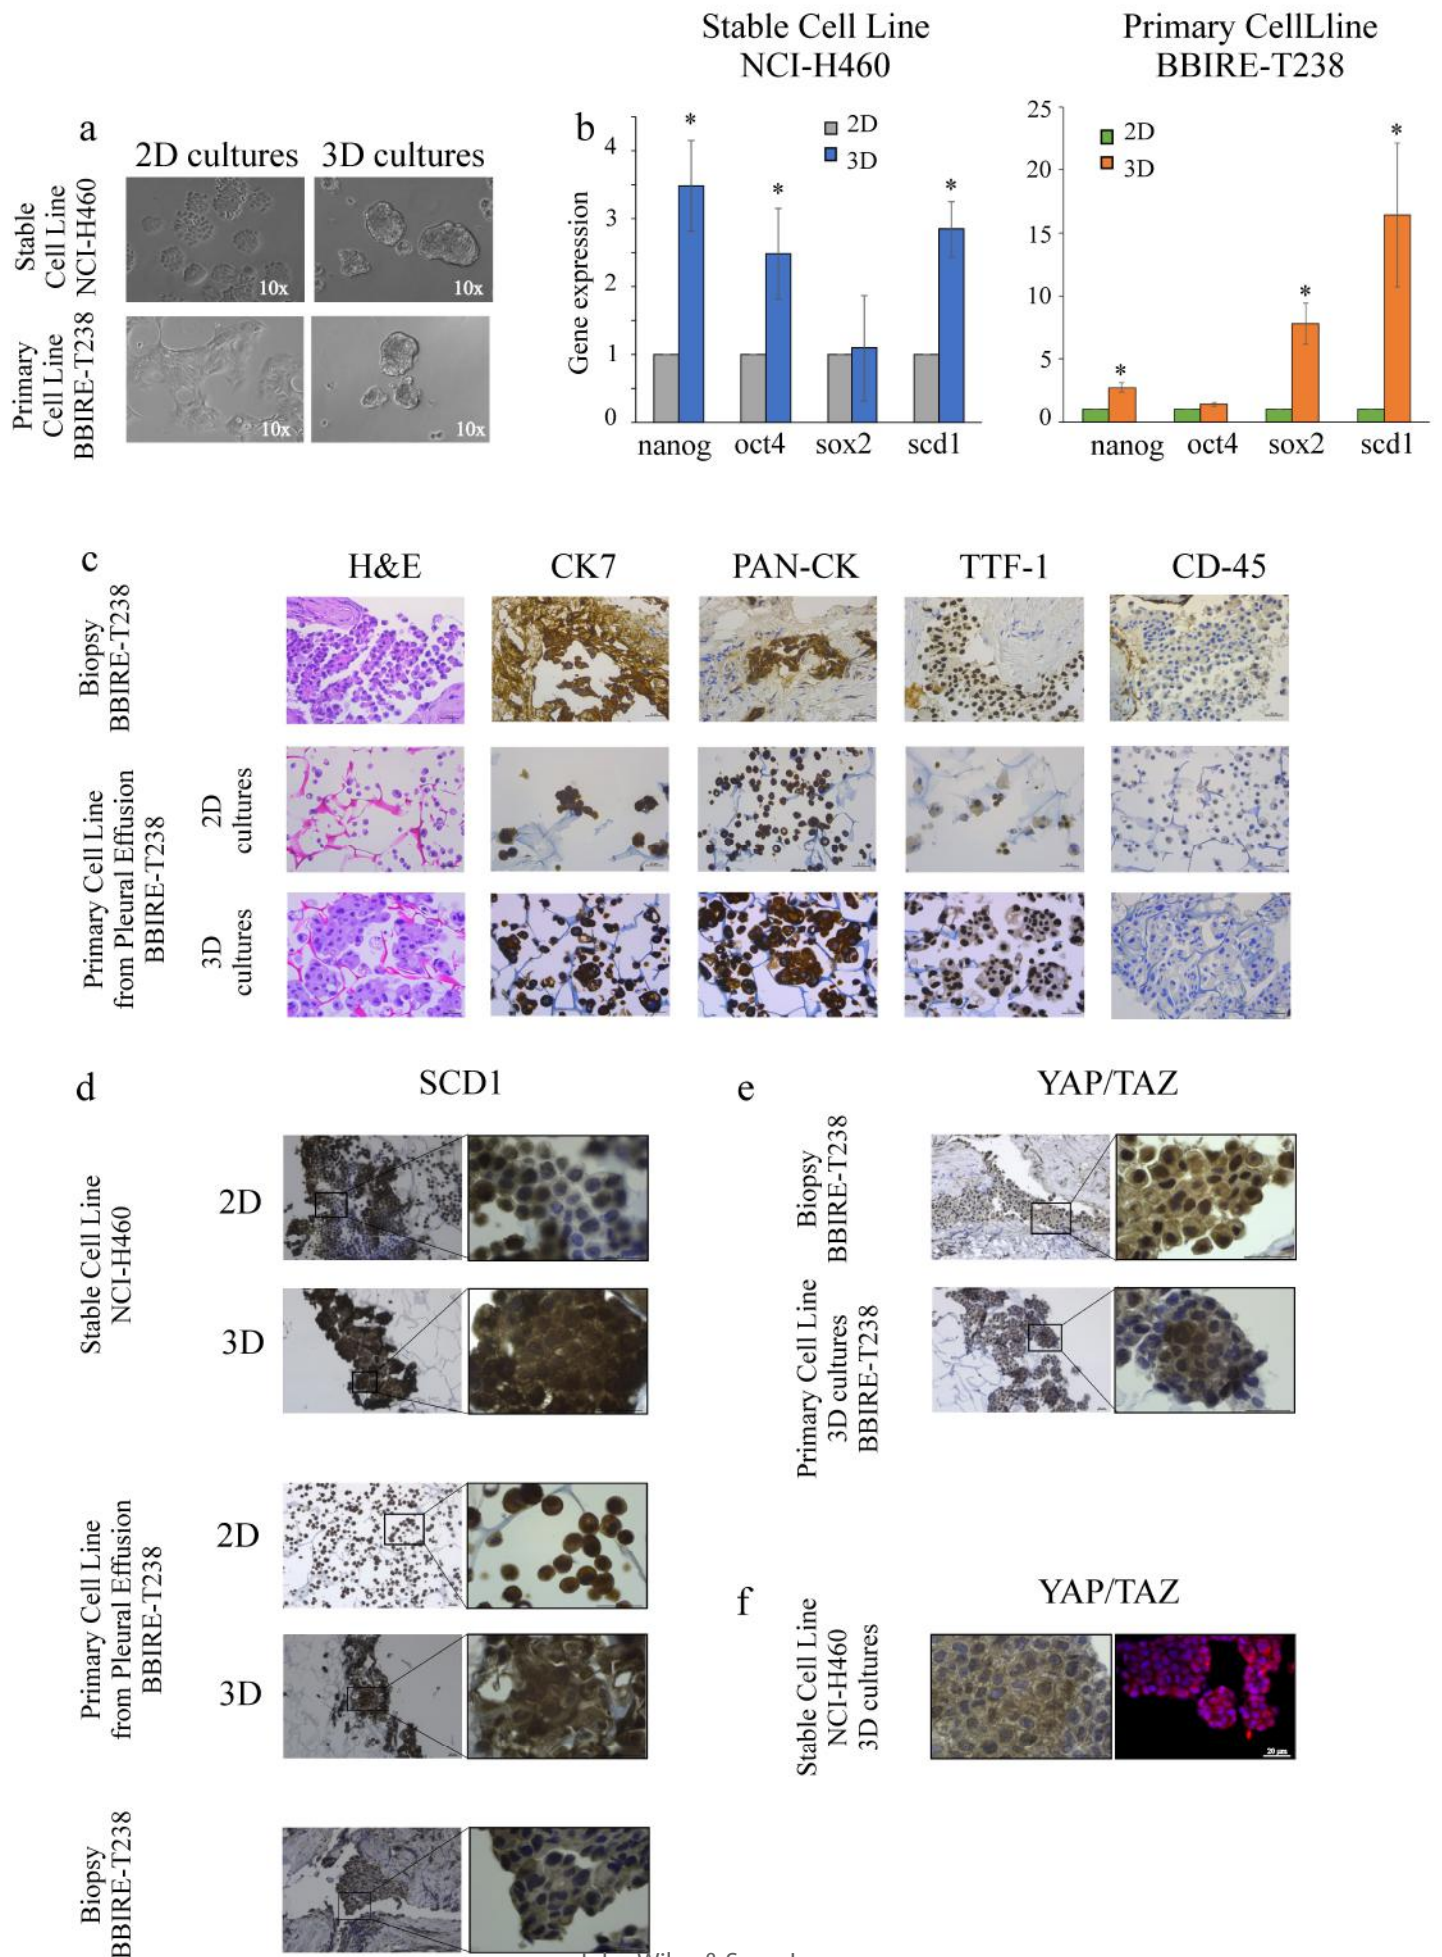 Stable Cell Line
NCI-H460
Primary CellLline
BBIRE-T238
a
2D cultures
3D cultures
Stable
Cell Line
NCI-H460
10x
10x
Primary
Cell Line
BBIRE-T238
10x
10x
b
Gene expression
4
3
2
1
0
2D
3D
*
*
*
nanog
oct4
sox2
scd1
25
20
15
10
5
0
2D
3D
*
*
*
nanog
oct4
sox2
scd1
c
H&E
CK7
PAN-CK
TTF-1
CD-45
Biopsy
BBIRE-T238
Primary Cell Line
from Pleural Effusion
BBIRE-T238
2D
cultures
3D
cultures
d
SCD1
Stable Cell Line
NCI-H460
2D
3D
Primary Cell Line
from Pleural Effusion
BBIRE-T238
2D
3D
Biopsy
BBIRE-T238
e
YAP/TAZ
Biopsy
BBIRE-T238
Primary Cell Line
3D cultures
BBIRE-T238
f
YAP/TAZ
Stable Cell Line
NCI-H460
3D cultures
20 µm